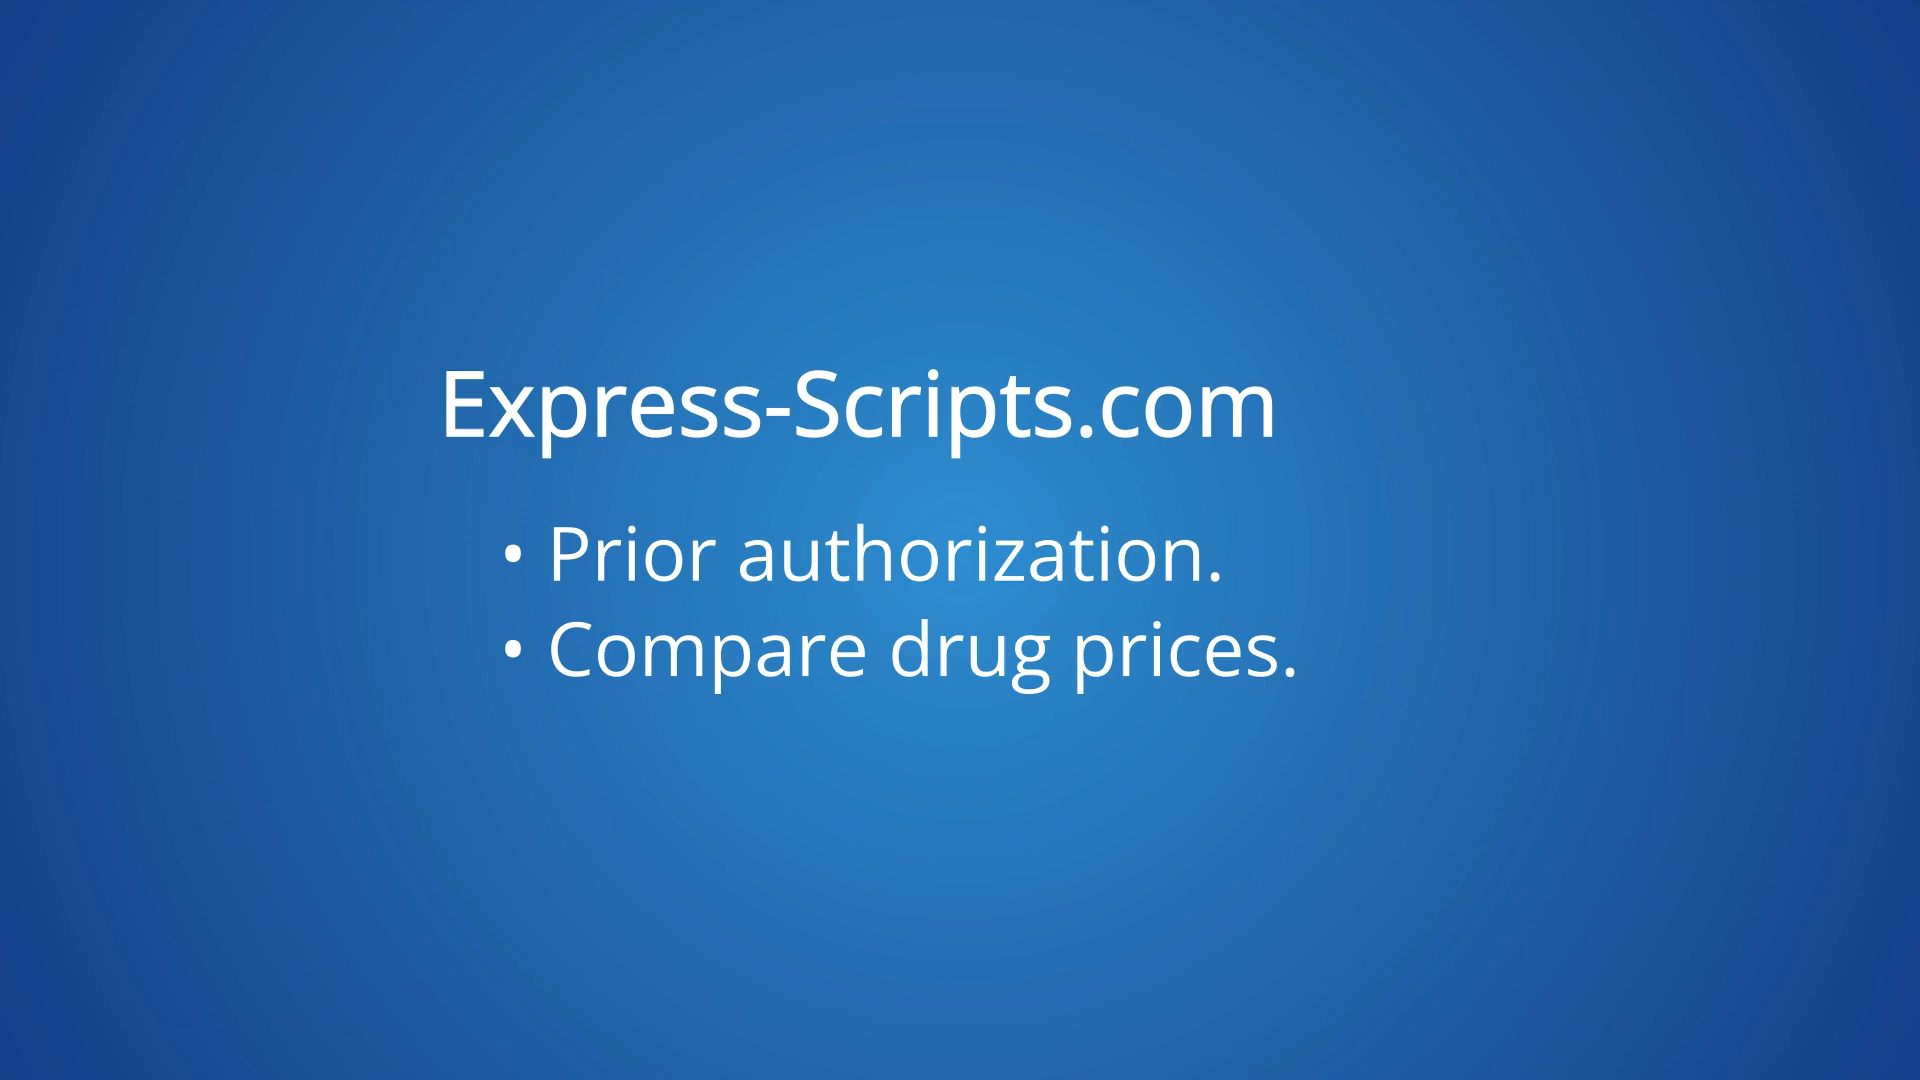 Express-Scripts.com
• Prior authorization.
• Compare drug prices.